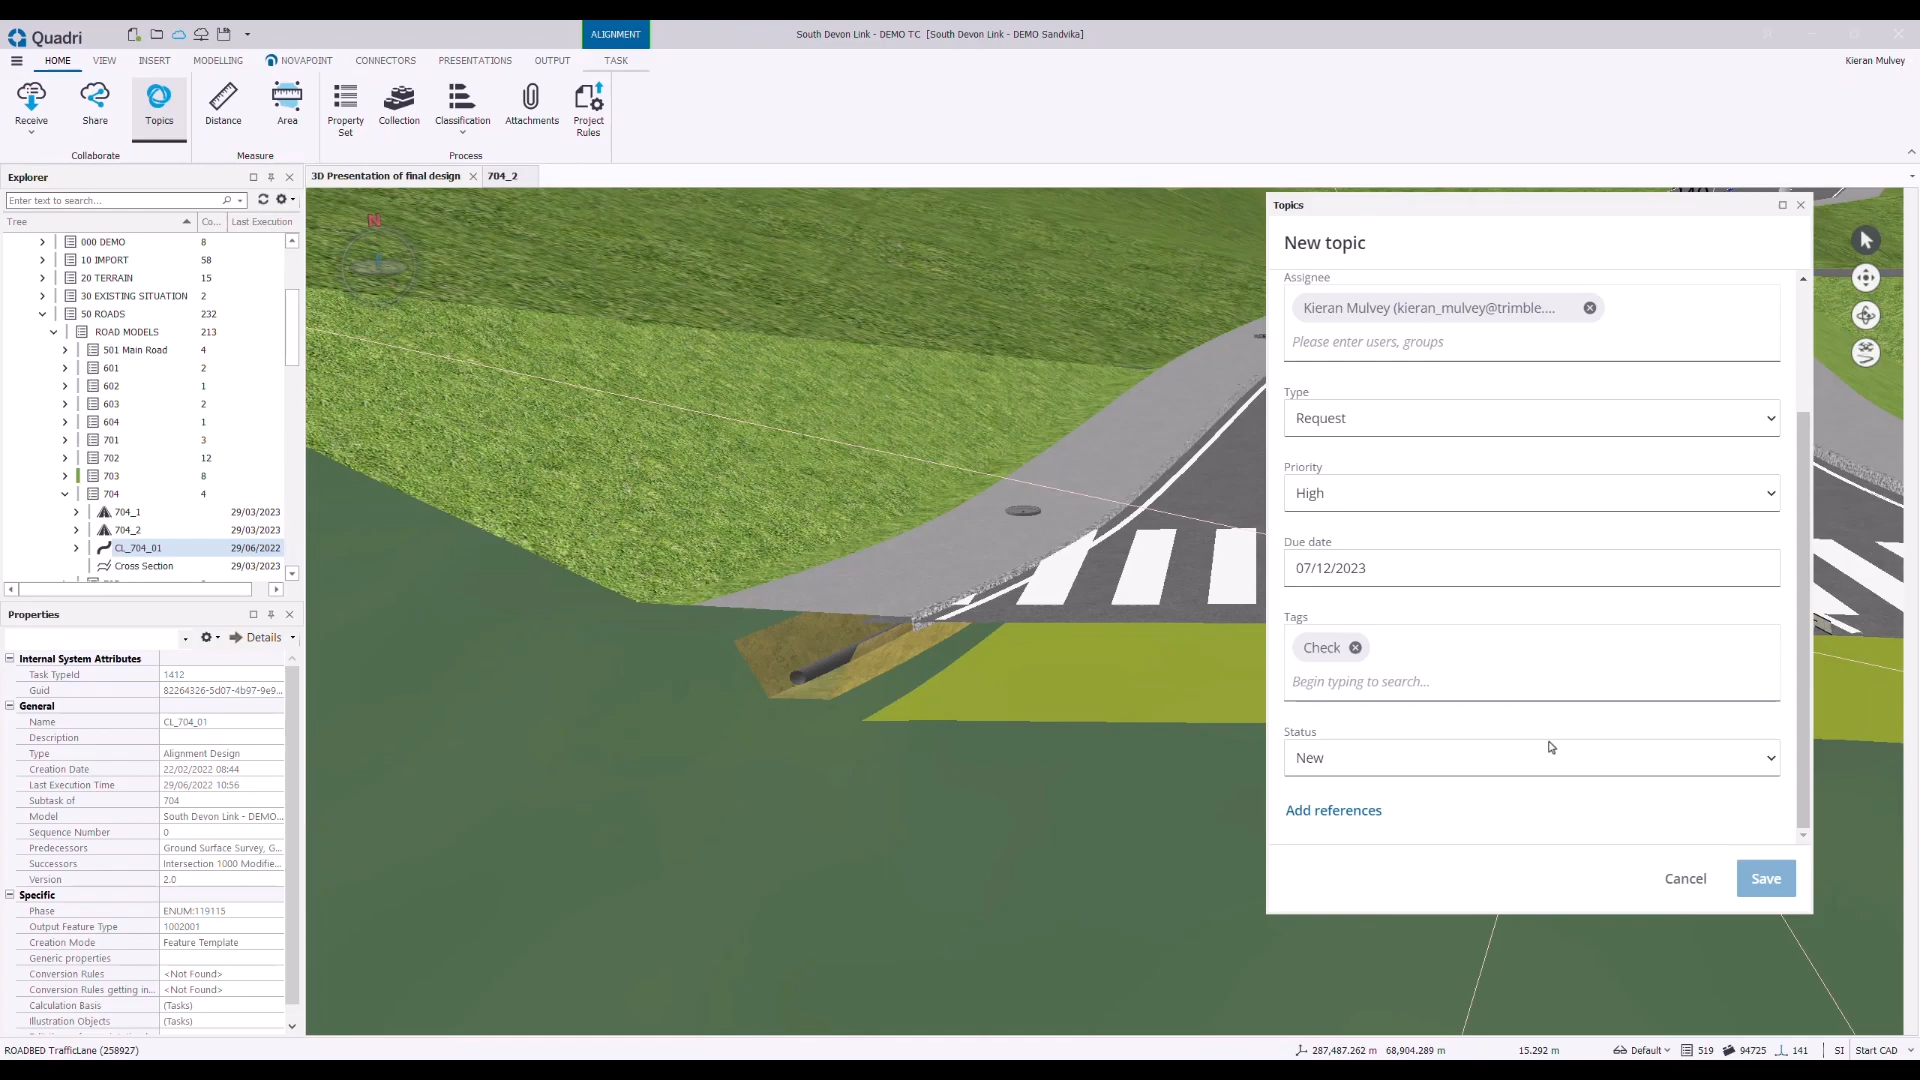 Quadri
ALIGNMENT
South Devon Link - DEMO TC [South Devon Link - DEMO Sandvika]
HOME VIEW INSERT MODELLING NOVAPOINT CONNECTORS PRESENTATIONS OUTPUT TASK
Kieran Mulvey
Receive Share Topics Distance Area Property Set Collection Classification Attachments Project Rules
Collaborate Measure Process
Explorer
3D Presentation of final design 704_2
Enter text to search...
Tree Co... Last Execution
000 DEMO 8
10 IMPORT 58
20 TERRAIN 15
30 EXISTING SITUATION 2
50 ROADS 232
ROAD MODELS 213
501 Main Road 4
601 2
602 1
603 2
604 1
701 3
702 12
703 8
704 4
704_1 29/03/2023
704_2 29/03/2023
CL_704_01 29/06/2022
Cross Section 29/03/2023
Properties
Details
Internal System Attributes
Task TypeId 1412
Guid 82264326-5d07-4b97-9e9...
General
Name CL_704_01
Description
Type Alignment Design
Creation Date 22/02/2022 08:44
Last Execution Time 29/06/2022 10:56
Subtask of 704
Model South Devon Link - DEMO...
Sequence Number 0
Predecessors Ground Surface Survey, G...
Successors Intersection 1000 Modifie...
Version 2.0
Specific
Phase ENUM:119115
Output Feature Type 1002001
Creation Mode Feature Template
Generic properties
Conversion Rules <Not Found>
Conversion Rules getting in... <Not Found>
Calculation Basis (Tasks)
Illustration Objects (Tasks)
N
Topics
New topic
Assignee
Kieran Mulvey (kieran_mulvey@trimble....
Please enter users, groups
Type
Request
Priority
High
Due date
07/12/2023
Tags
Check
Begin typing to search...
Status
New
Add references
Cancel Save
ROADBED TrafficLane (258927)
287,487.262 m 68,904.289 m 15.292 m Default 519 94725 141 SI Start CAD